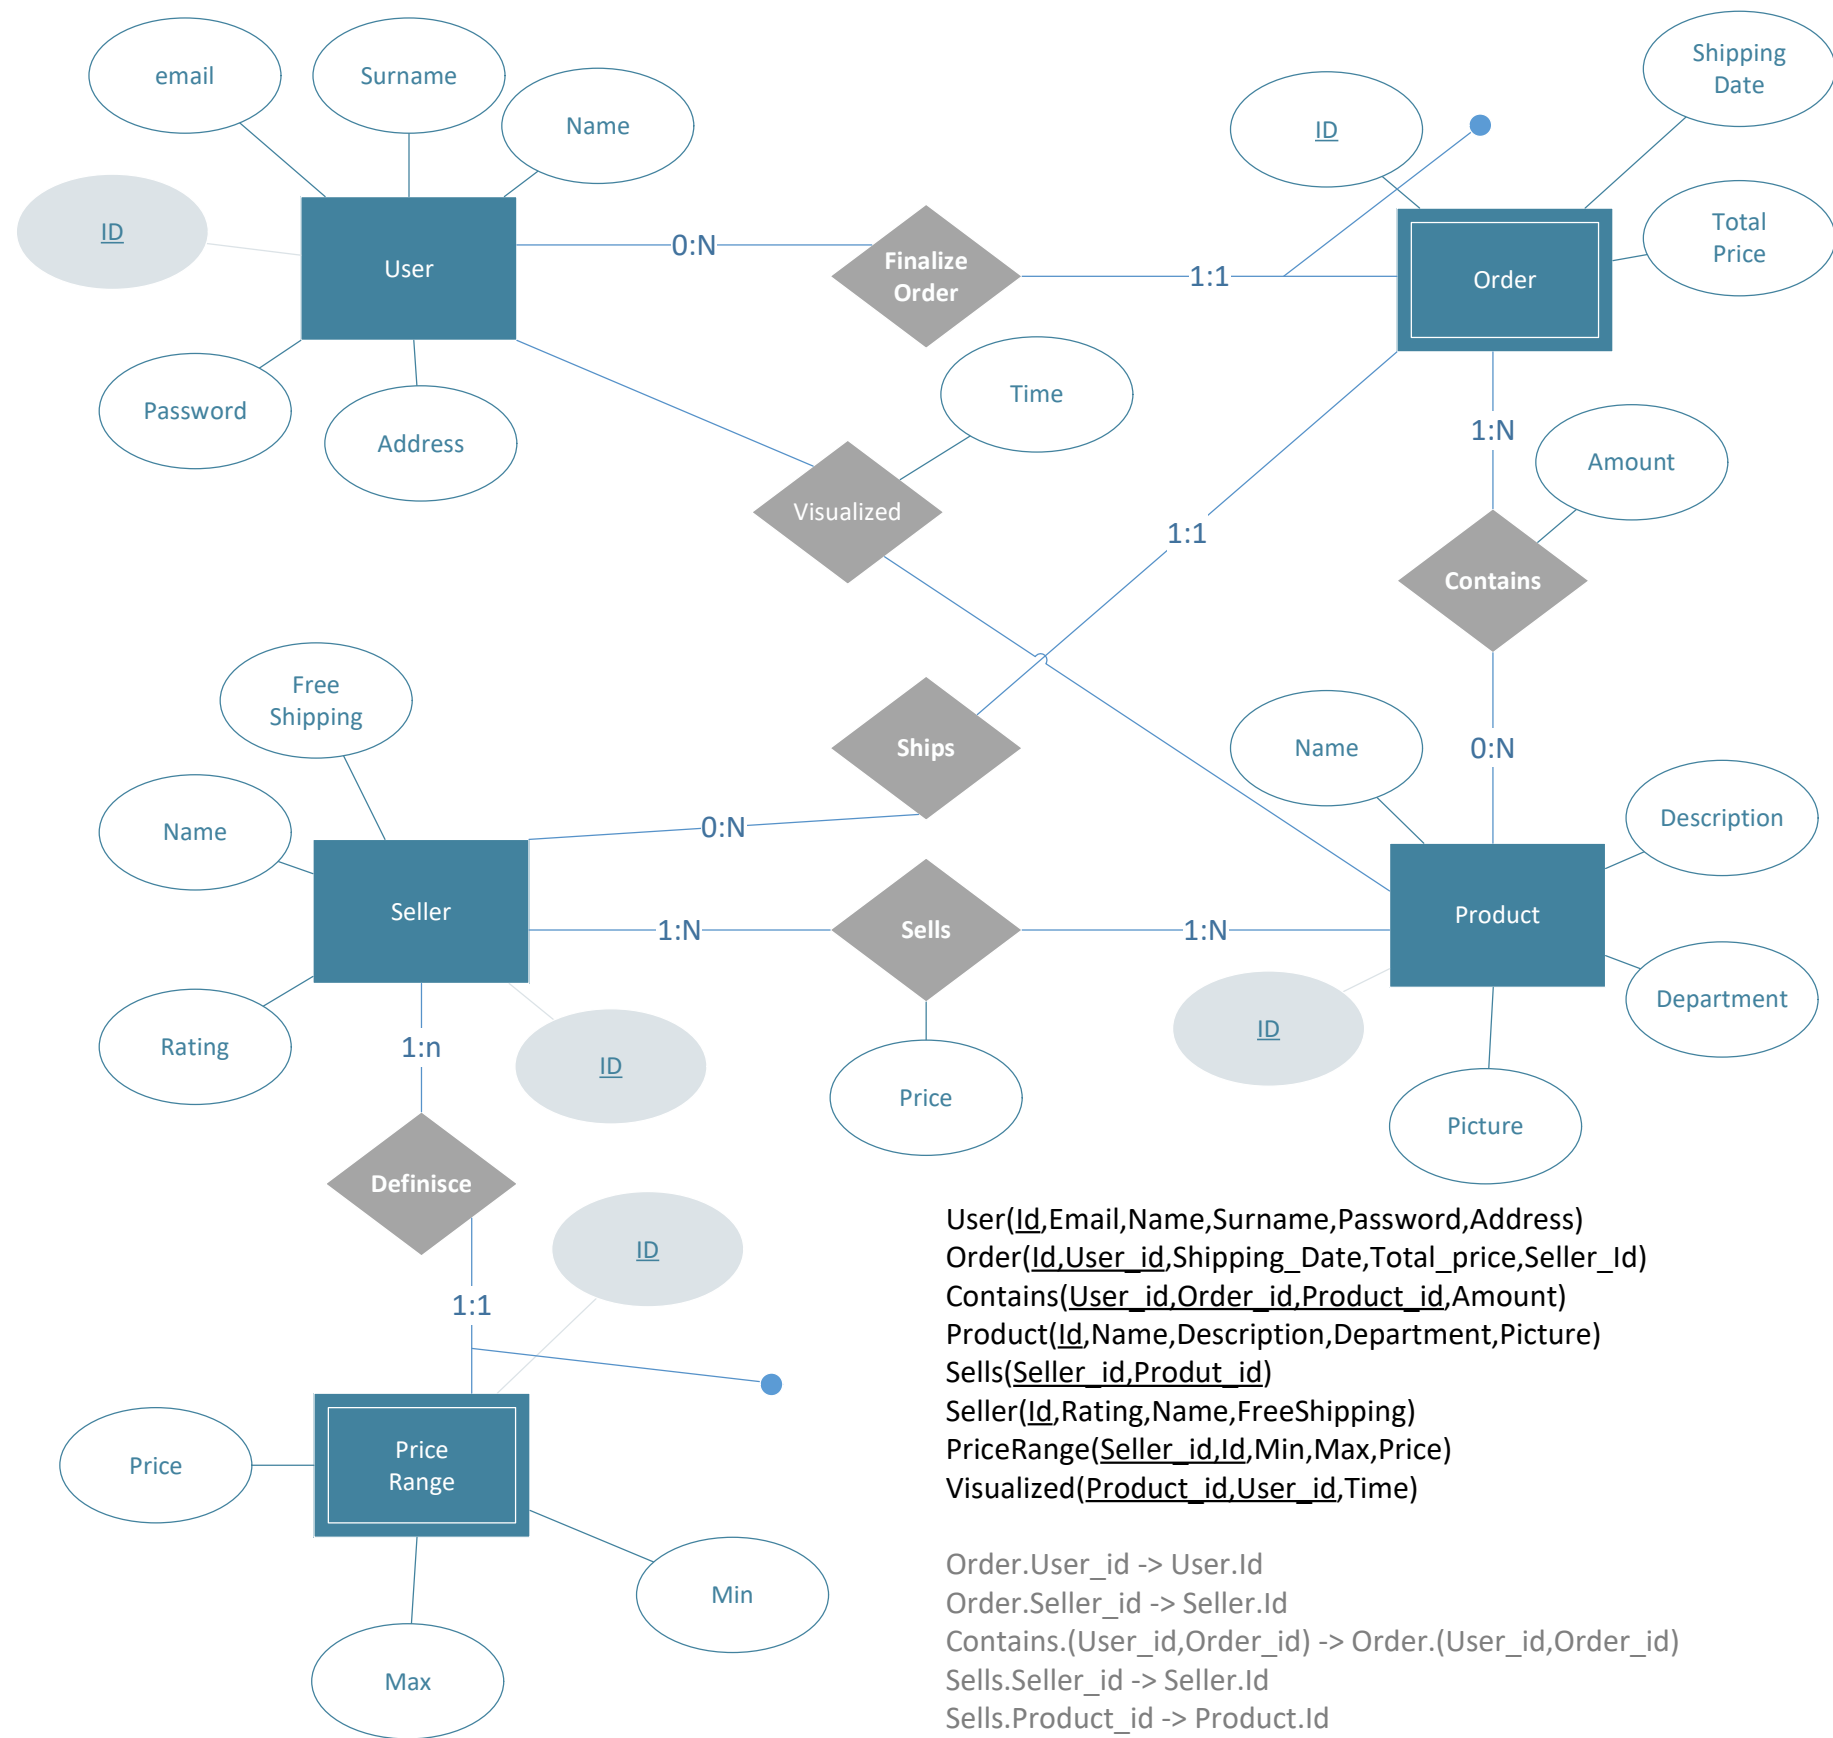 email
Surname
Name
ID
User
Password
Address
0:N
Finalize
Order
1:1
ID
Shipping
Date
Total
Price
Order
Time
Visualized
1:N
Amount
1:1
Contains
Free
Shipping
Name
Seller
Rating
Ships
0:N
0:N
Name
Description
Product
Department
ID
Picture
1:N
Sells
1:N
Price
1:n
ID
Definisce
ID
1:1
Price
Price
Range
Min
Max
User(Id,Email,Name,Surname,Password,Address)
Order(Id,User_id,Shipping_Date,Total_price,Seller_Id)
Contains(User_id,Order_id,Product_id,Amount)
Product(Id,Name,Description,Department,Picture)
Sells(Seller_id,Produt_id)
Seller(Id,Rating,Name,FreeShipping)
PriceRange(Seller_id,Id,Min,Max,Price)
Visualized(Product_id,User_id,Time)
Order.User_id -> User.Id
Order.Seller_id -> Seller.Id
Contains.(User_id,Order_id) -> Order.(User_id,Order_id)
Sells.Seller_id -> Seller.Id
Sells.Product_id -> Product.Id